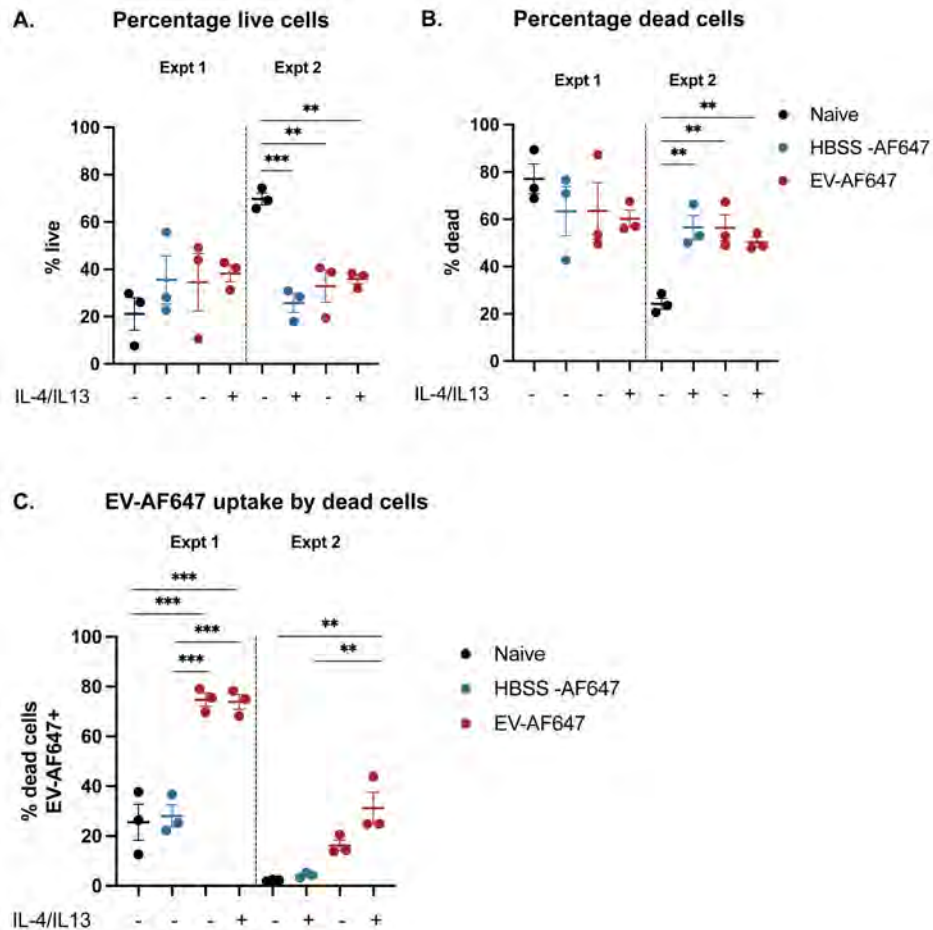 A. Percentage live cells
Expt 1 Expt 2
** 
**
***
100
80
60
40
20
0
% live
IL-4/IL13 - - - + - + - +
B. Percentage dead cells
Expt 1 Expt 2
**
**
**
100
80
60
40
20
0
% dead
IL-4/IL13 - - - + - + - +
Naive
HBSS -AF647
EV-AF647
C. EV-AF647 uptake by dead cells
Expt 1 Expt 2
***
***
***
***
**
**
100
80
60
40
20
0
% dead cells
EV-AF647+
IL-4/IL13 - - - + - + - +
Naive
HBSS -AF647
EV-AF647